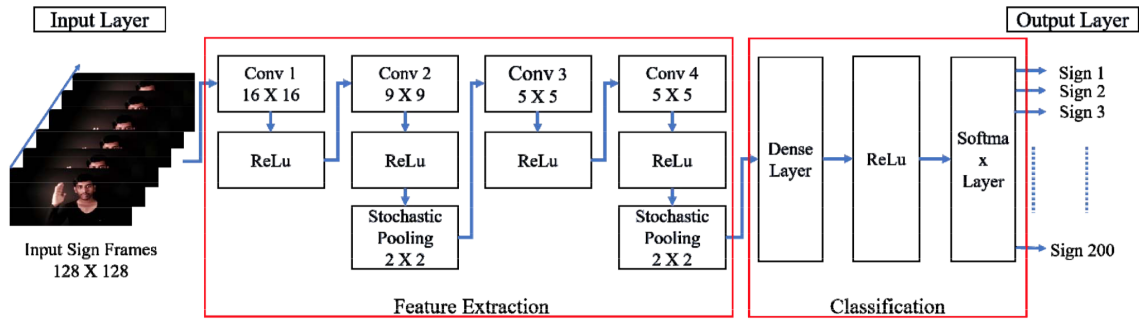 Input Layer
Output Layer
Conv 1
16 X 16
Conv 2
9 X 9
Conv 3
5 X 5
Conv 4
5 X 5
ReLu
ReLu
ReLu
ReLu
Stochastic
Pooling
2 X 2
Stochastic
Pooling
2 X 2
Dense
Layer
ReLu
Softma
x
Layer
Sign 1
Sign 2
Sign 3
Sign 200
Input Sign Frames
128 X 128
Feature Extraction
Classification